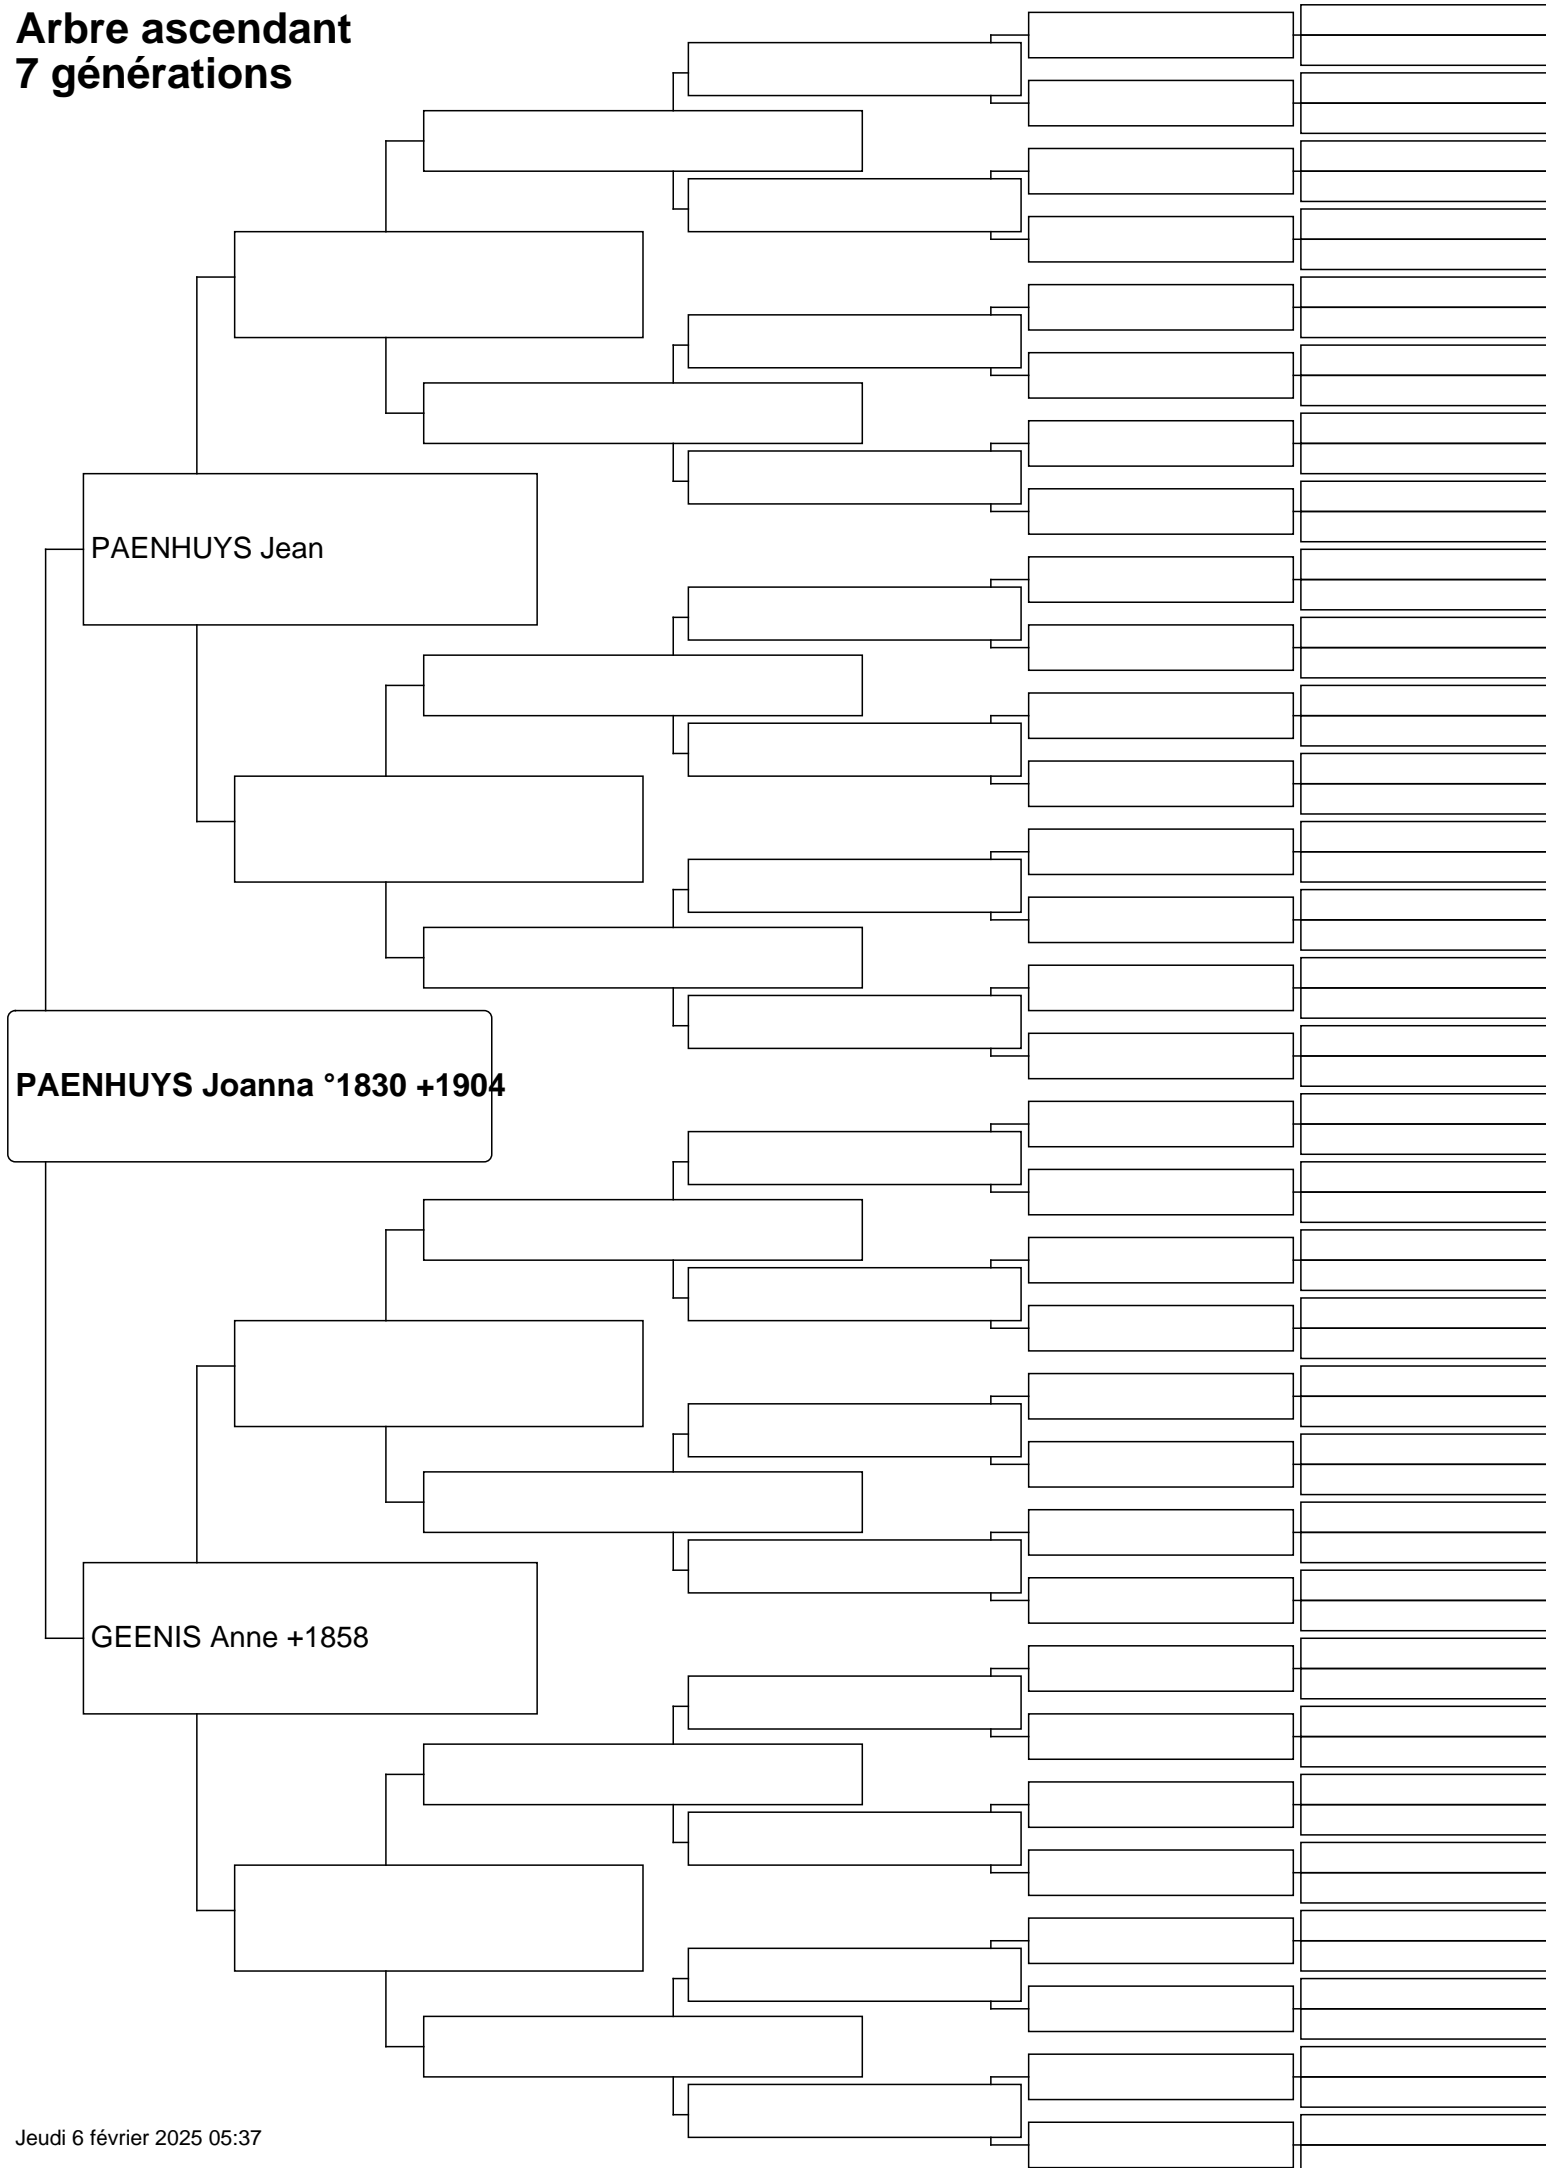 Arbre ascendant
7 générations
PAENHUYS Jean
PAENHUYS Joanna °1830 +1904
GEENIS Anne +1858
Jeudi 6 février 2025 05:37